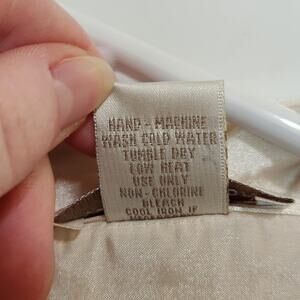 HAND - MACHINE
WASH COLD WATER
TUMBLE DRY
LOW HEAT
USE ONLY
NON - CHLORINE
BLEACH
COOL IRON IF